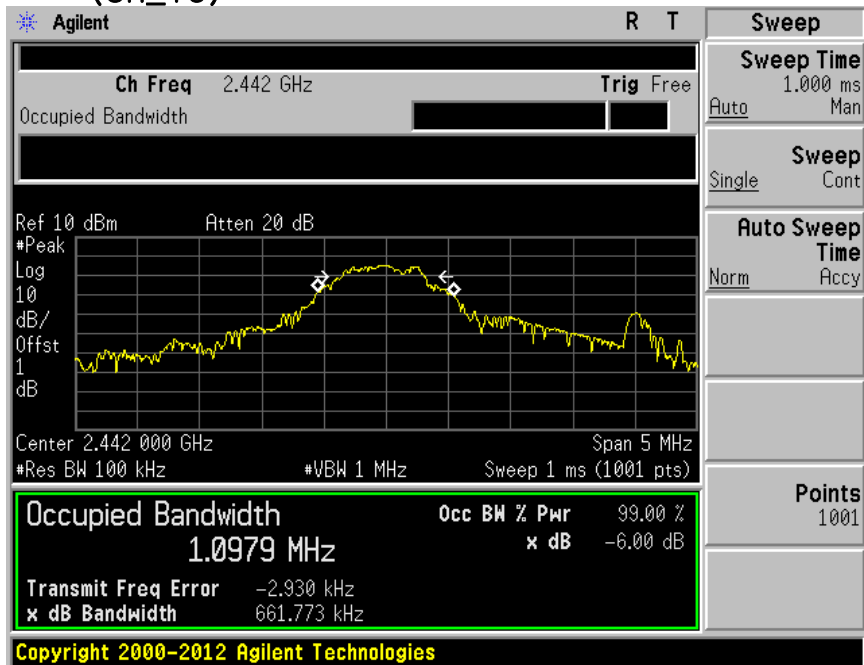 Agilent R T
Sweep
Ch Freq 2.442 GHz Trig Free
Occupied Bandwidth
Sweep Time
1.000 ms
Auto Man
Sweep
Single Cont
Auto Sweep
Time
Norm Accy
Points
1001
Ref 10 dBm Atten 20 dB
#Peak
Log
10
dB/
Offst
1
dB
Center 2.442 000 GHz Span 5 MHz
#Res BW 100 kHz #VBW 1 MHz Sweep 1 ms (1001 pts)
Occupied Bandwidth Occ BW % Pwr 99.00 %
1.0979 MHz x dB -6.00 dB
Transmit Freq Error -2.930 kHz
x dB Bandwidth 661.773 kHz
Copyright 2000-2012 Agilent Technologies